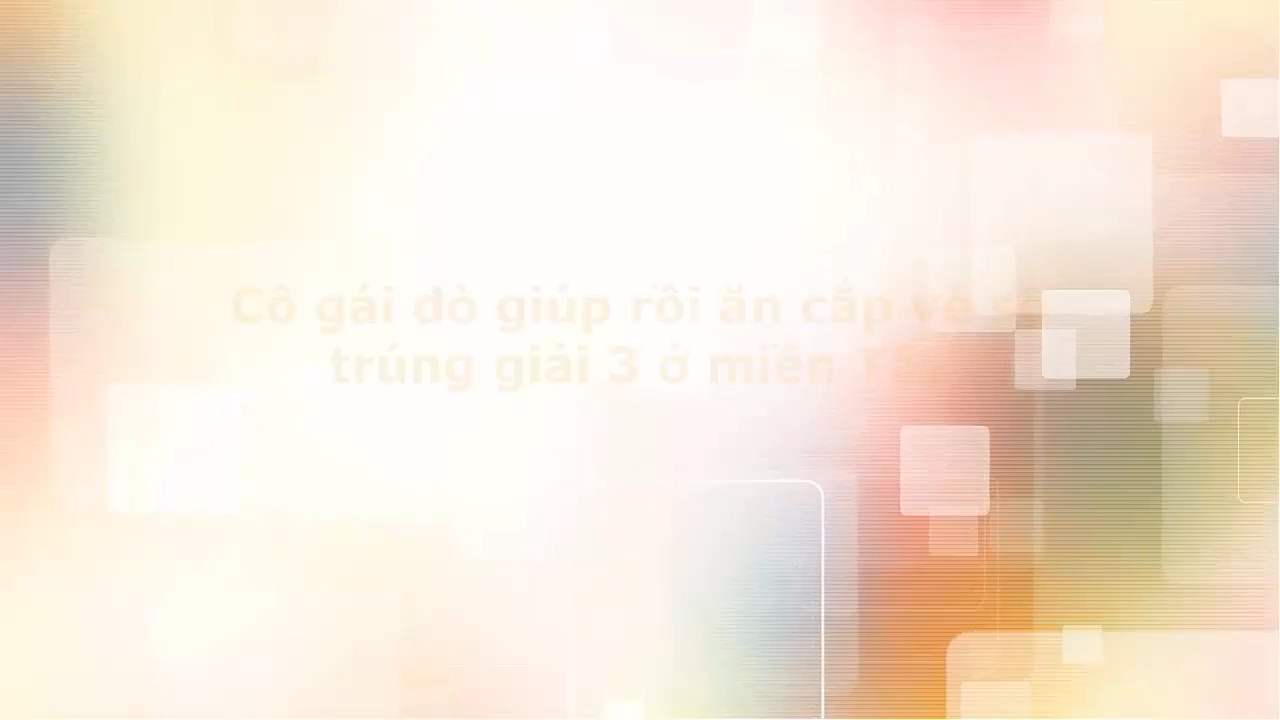 Cô gái dò giúp rồi ăn cắp vé
trúng giải 3 ở miền